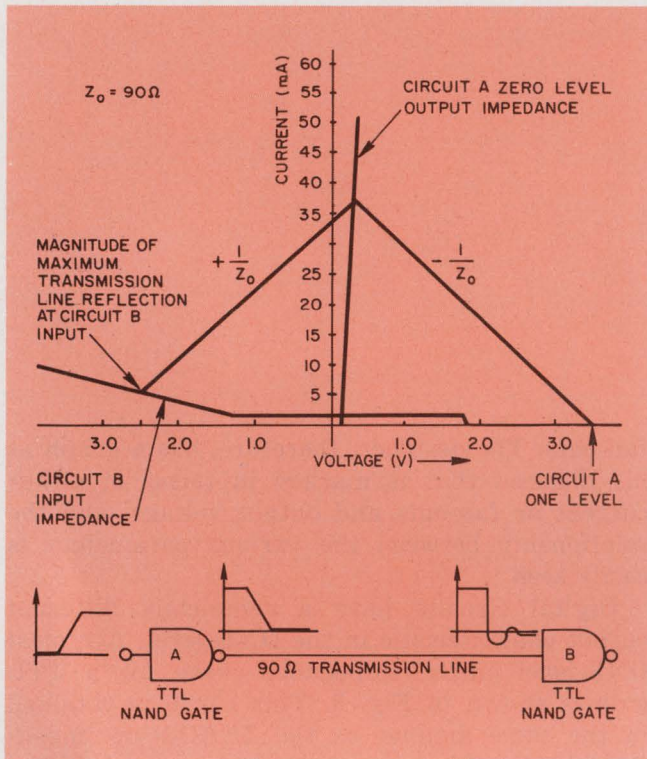 Z₀ = 90Ω
CURRENT (mA)
60
55
50
45
40
35
30
25
20
15
10
5
CIRCUIT A ZERO LEVEL
OUTPUT IMPEDANCE
MAGNITUDE OF
MAXIMUM
TRANSMISSION
LINE REFLECTION
AT CIRCUIT B
INPUT
+ 1/Z₀
- 1/Z₀
3.0 2.0 1.0 0 1.0 2.0 3.0
VOLTAGE (V)
CIRCUIT B
INPUT
IMPEDANCE
CIRCUIT A
ONE LEVEL
A
90 Ω TRANSMISSION LINE
B
TTL
NAND GATE
TTL
NAND GATE